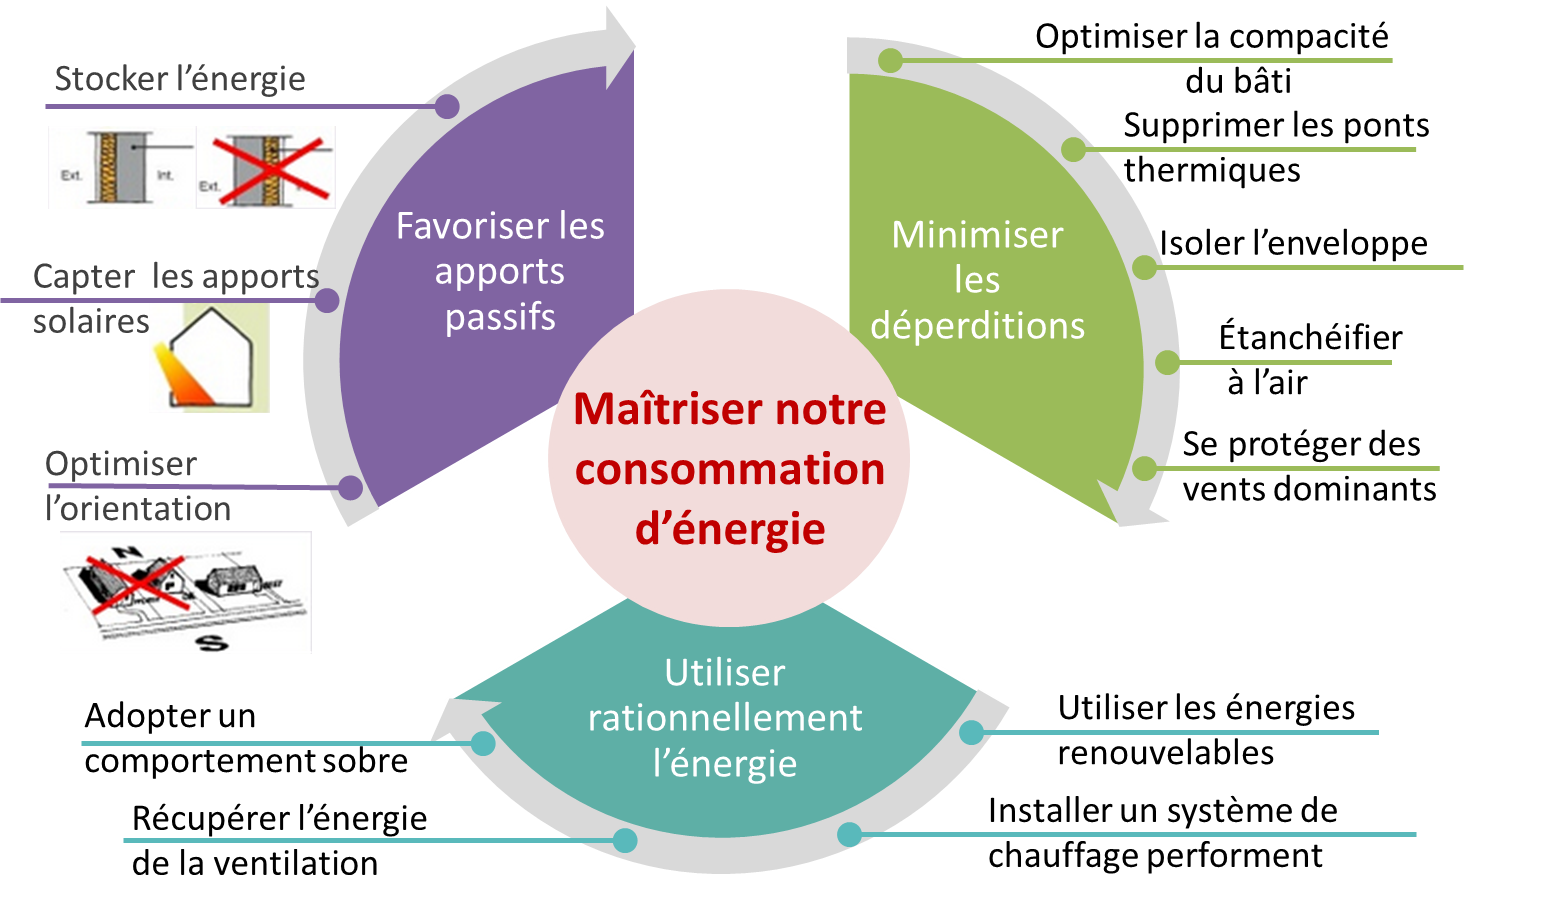 Stocker l’énergie
Ext.
Int.
Ext.
Capter les apports
solaires
Optimiser
l’orientation
N
S
Favoriser les
apports
passifs
Optimiser la compacité
du bâti
Supprimer les ponts
thermiques
Isoler l’enveloppe
Étanchéifier
à l’air
Se protéger des
vents dominants
Minimiser
les
déperditions
Maîtriser notre
consommation
d’énergie
Utiliser
rationnellement
l’énergie
Adopter un
comportement sobre
Récupérer l’énergie
de la ventilation
Utiliser les énergies
renouvelables
Installer un système de
chauffage performent